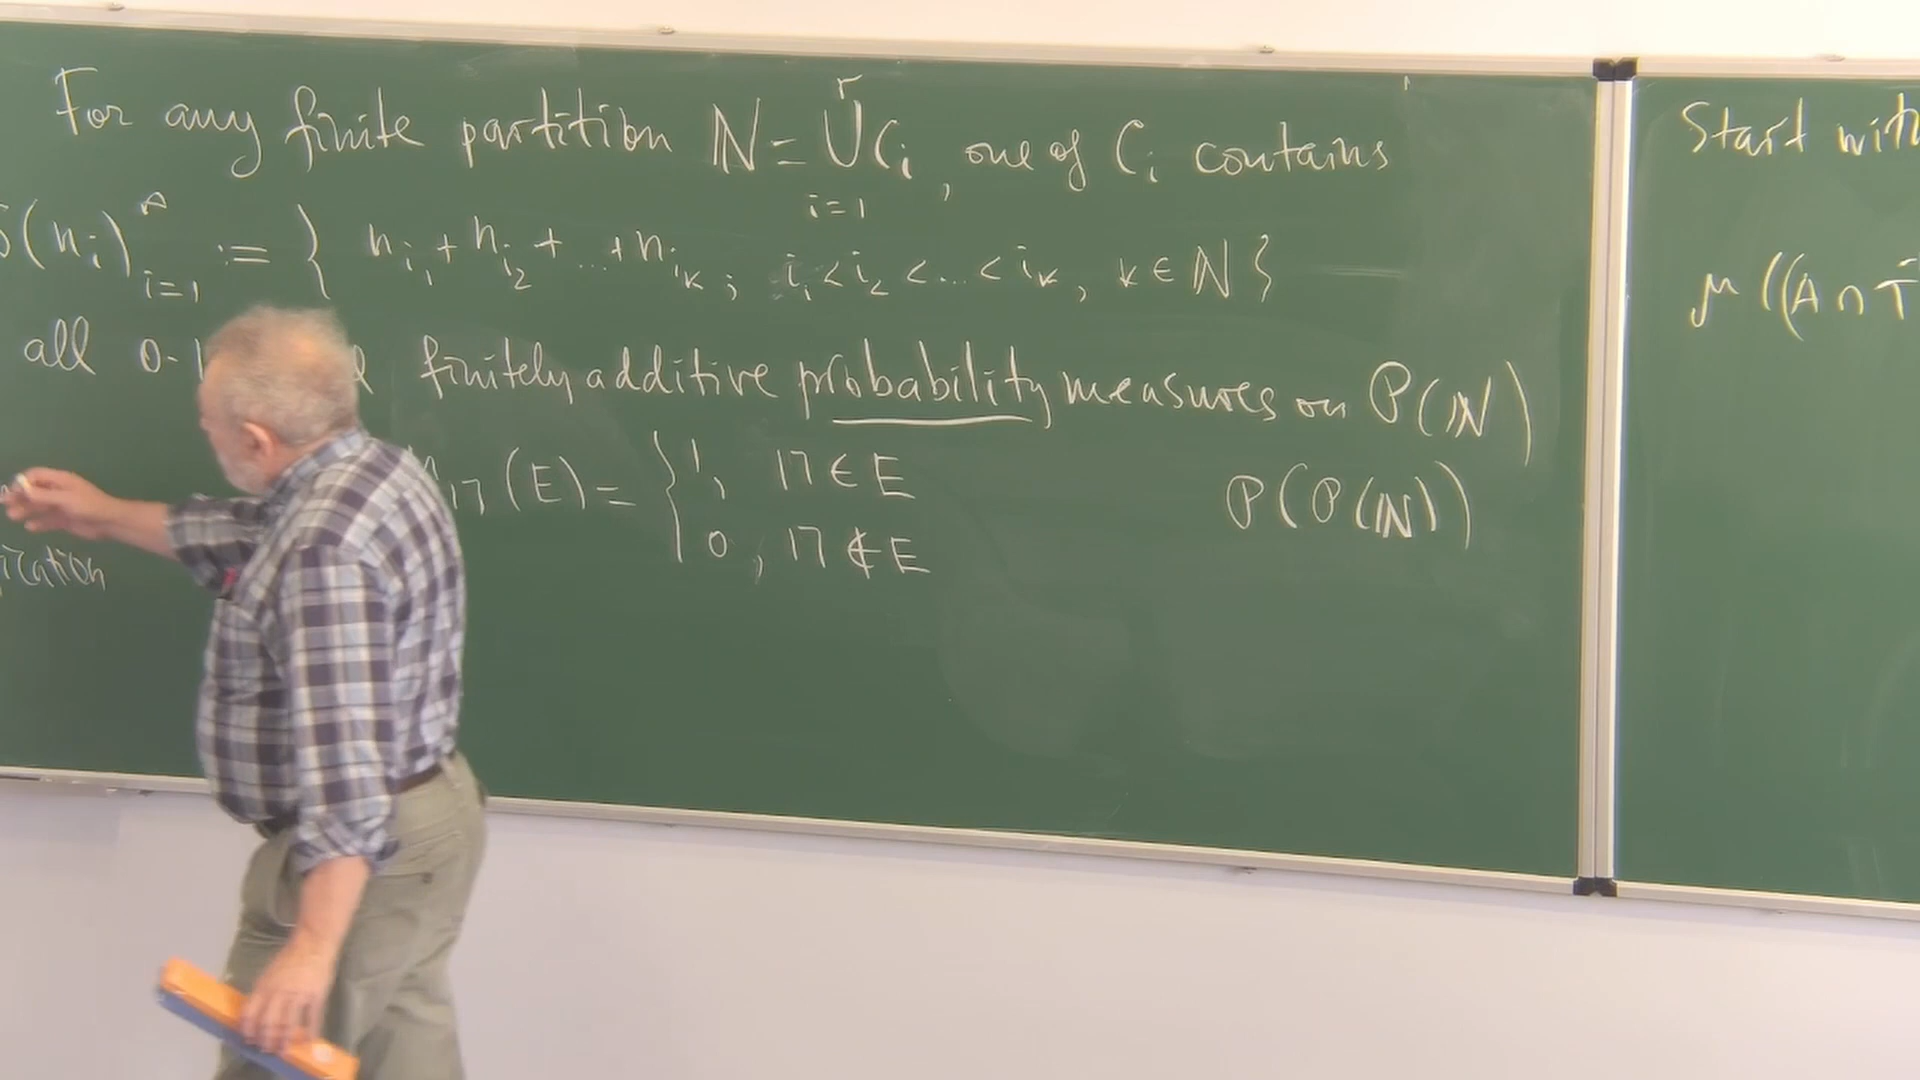 For any finite partition ℕ = ⋃_{i=1}^{r} C_i, one of C_i contains
(n_i)_{i=1}^{∞} := { n_{i_1} + n_{i_2} + ... + n_{i_k}; i_1 < i_2 < ... < i_k, k ∈ ℕ }
all 0- finitely additive probability measures on P(ℕ)
_{17}(E) = { 1, 17 ∈ E
0, 17 ∉ E
P(P(ℕ))
Start with
μ((A ∩ T